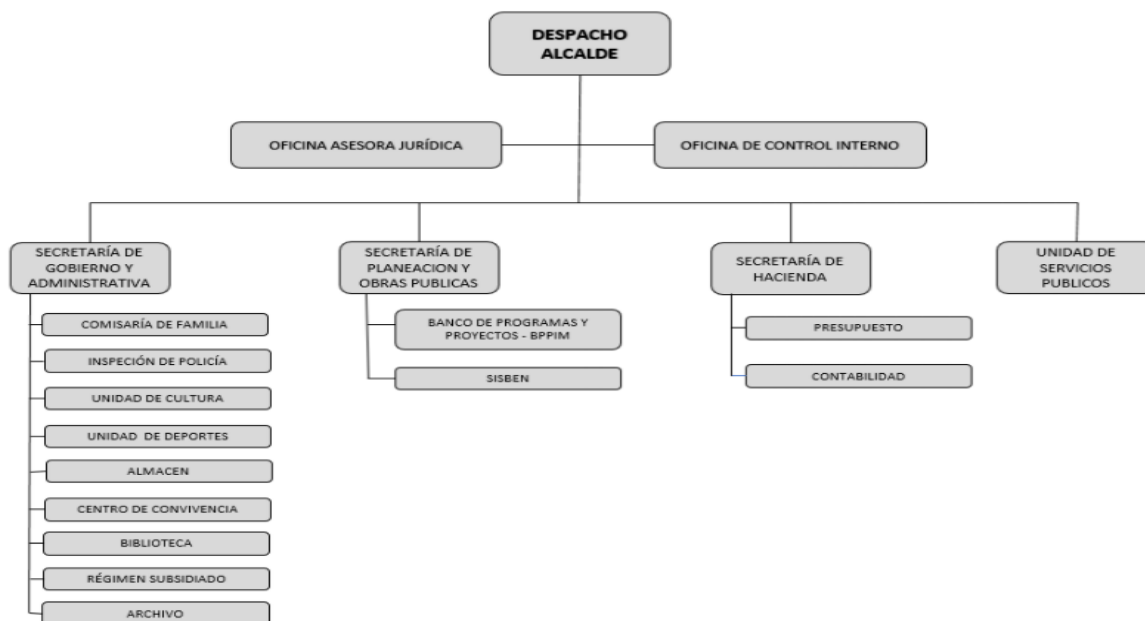 DESPACHO
ALCALDE
OFICINA ASESORA JURÍDICA
OFICINA DE CONTROL INTERNO
SECRETARÍA DE
GOBIERNO Y
ADMINISTRATIVA
COMISARÍA DE FAMILIA
INSPECIÓN DE POLICÍA
UNIDAD DE CULTURA
UNIDAD DE DEPORTES
ALMACEN
CENTRO DE CONVIVENCIA
BIBLIOTECA
RÉGIMEN SUBSIDIADO
ARCHIVO
SECRETARÍA DE
PLANEACION Y
OBRAS PUBLICAS
BANCO DE PROGRAMAS Y
PROYECTOS - BPPIM
SISBEN
SECRETARÍA DE
HACIENDA
PRESUPUESTO
CONTABILIDAD
UNIDAD DE
SERVICIOS
PUBLICOS